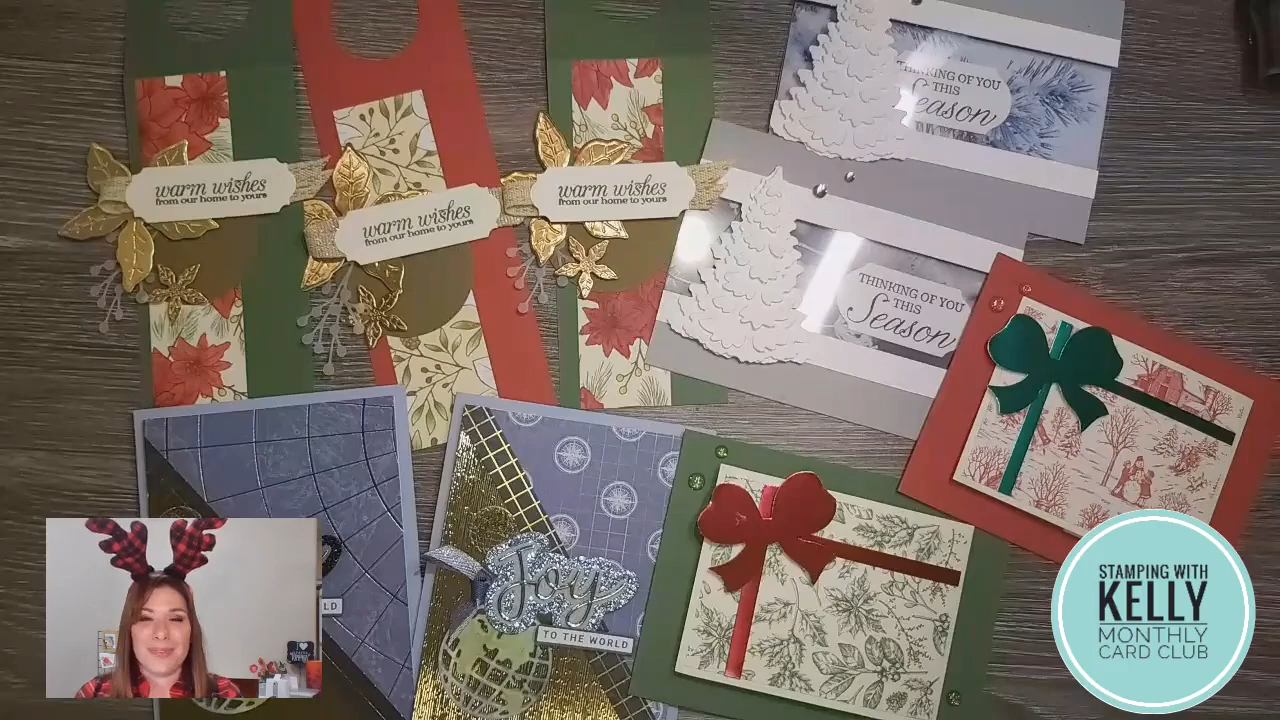 warm wishes
from our home to yours
warm wishes
from our home to yours
warm wishes
from our home to yours
THINKING OF YOU
THIS
Season
THINKING OF YOU
THIS
Season
Joy
TO THE WORLD
STAMPING WITH
KELLY
MONTHLY
CARD CLUB